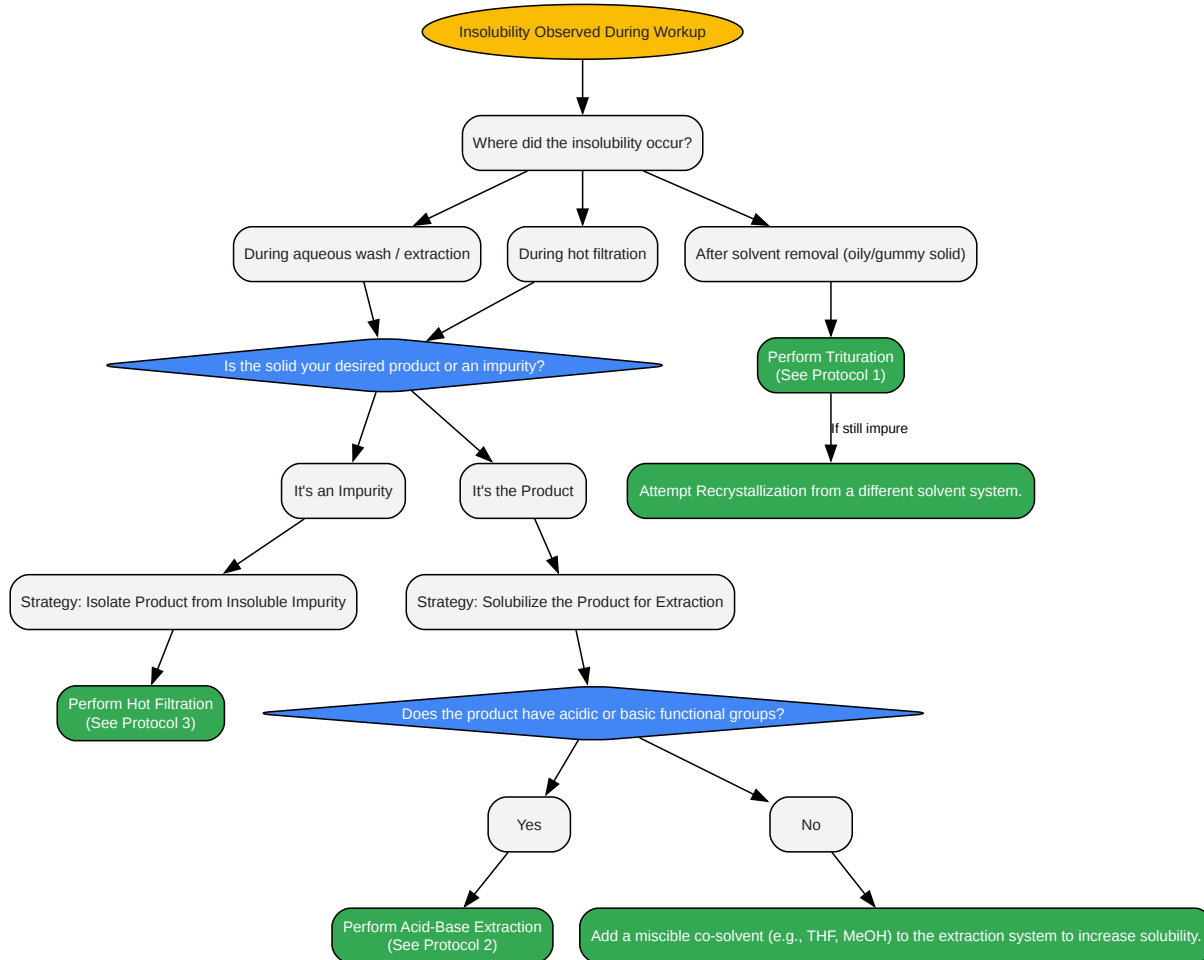 Insolubility Observed During Workup
Where did the insolubility occur?
During aqueous wash / extraction
During hot filtration
After solvent removal (oily/gummy solid)
Is the solid your desired product or an impurity?
Perform Trituration
(See Protocol 1)
If still impure
It's an Impurity
It's the Product
Attempt Recrystallization from a different solvent system.
Strategy: Isolate Product from Insoluble Impurity
Strategy: Solubilize the Product for Extraction
Perform Hot Filtration
(See Protocol 3)
Does the product have acidic or basic functional groups?
Yes
No
Perform Acid-Base Extraction
(See Protocol 2)
Add a miscible co-solvent (e.g., THF, MeOH) to the extraction system to increase solubility.